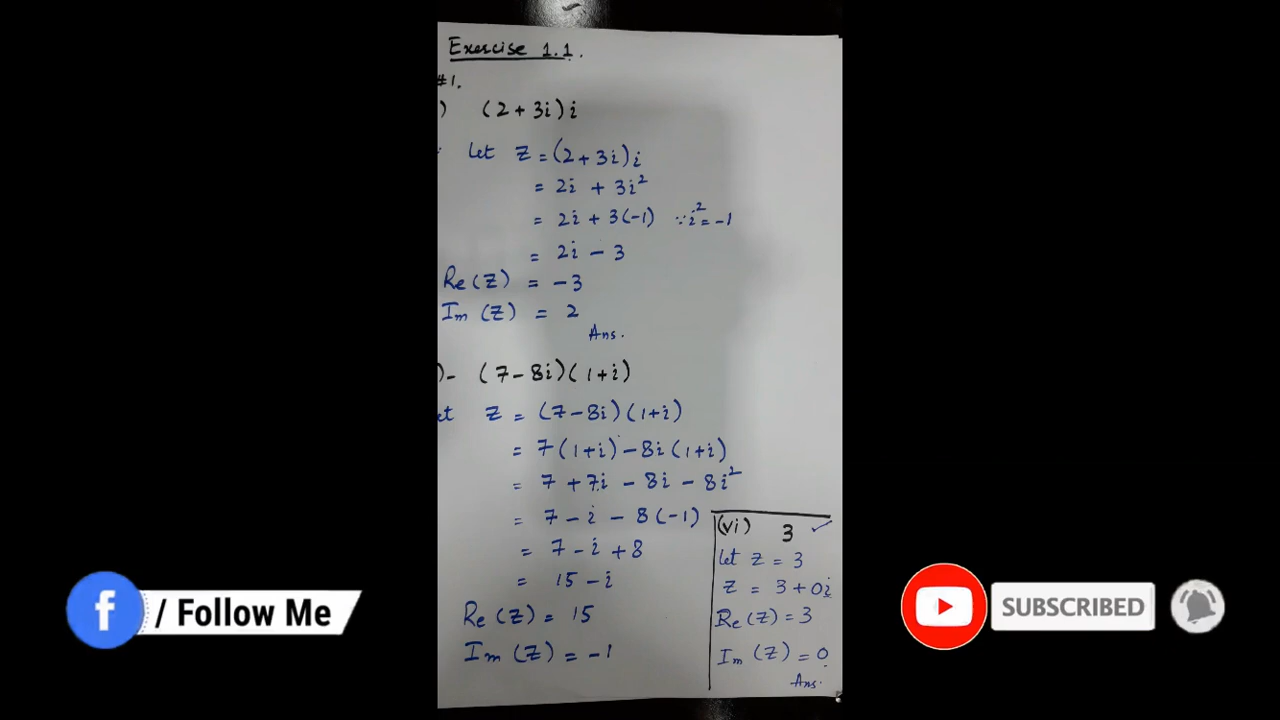 Exercise 1.1.
#1.
) (2+3i)i
Let Z = (2+3i)i
= 2i + 3i²
= 2i + 3(-1) ∵ i² = -1
= 2i - 3
Re(Z) = -3
Im(Z) = 2
Ans.
)- (7-8i)(1+i)
et Z = (7-8i)(1+i)
= 7(1+i) - 8i(1+i)
= 7 + 7i - 8i - 8i²
= 7 - i - 8(-1)
= 7 - i + 8
= 15 - i
Re(Z) = 15
Im(Z) = -1
(vi) 3 ✓
Let Z = 3
Z = 3 + 0i
Re(Z) = 3
Im(Z) = 0
Ans.
f / Follow Me
SUBSCRIBED